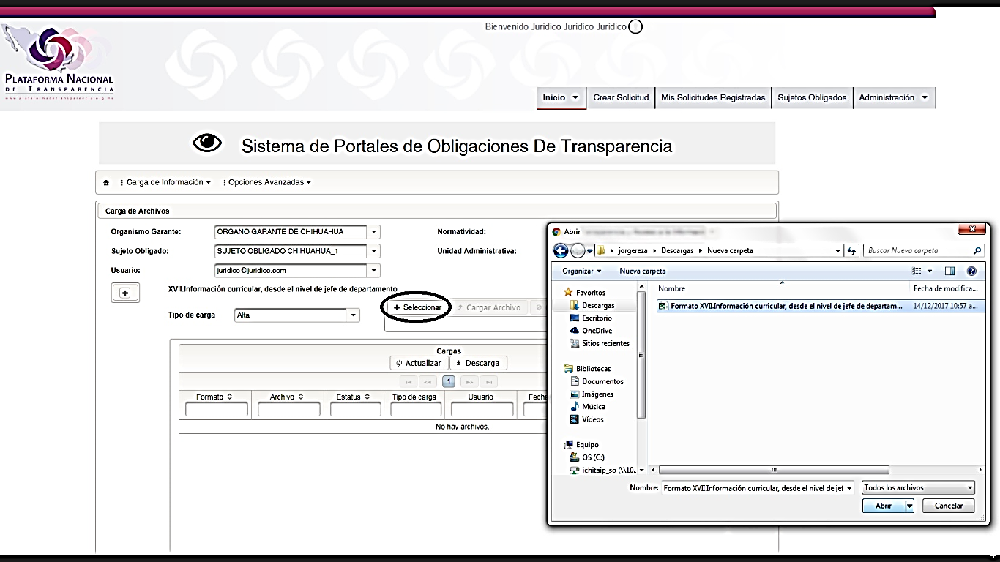 Bienvenido Juridico Juridico Juridico
PLATAFORMA NACIONAL
DE TRANSPARENCIA
www.plataformadetransparencia.org.mx
Inicio
Crear Solicitud
Mis Solicitudes Registradas
Sujetos Obligados
Administración
Sistema de Portales de Obligaciones De Transparencia
Carga de Información
Opciones Avanzadas
Carga de Archivos
Organismo Garante:
ORGANO GARANTE DE CHIHUAHUA
Normatividad:
Sujeto Obligado:
SUJETO OBLIGADO CHIHUAHUA_1
Unidad Administrativa:
Usuario:
juridico@juridico.com
XVII.Información curricular, desde el nivel de jefe de departamento
Tipo de carga
Alta
Seleccionar
Cargar Archivo
Cargas
Actualizar
Descarga
1
Formato
Archivo
Estatus
Tipo de carga
Usuario
Fecha
No hay archivos.
Abrir
jorgereza
Descargas
Nueva carpeta
Buscar Nueva carpeta
Organizar
Nueva carpeta
Nombre
Fecha de modifica...
Favoritos
Descargas
Escritorio
OneDrive
Sitios recientes
Bibliotecas
Documentos
Imágenes
Música
Vídeos
Equipo
OS (C:)
ichitaip_so (\\10.
Formato XVII.Información curricular, desde el nivel de jefe de departam...
14/12/2017 10:57 a...
Nombre:
Formato XVII.Información curricular, desde el nivel de jef
Todos los archivos
Abrir
Cancelar